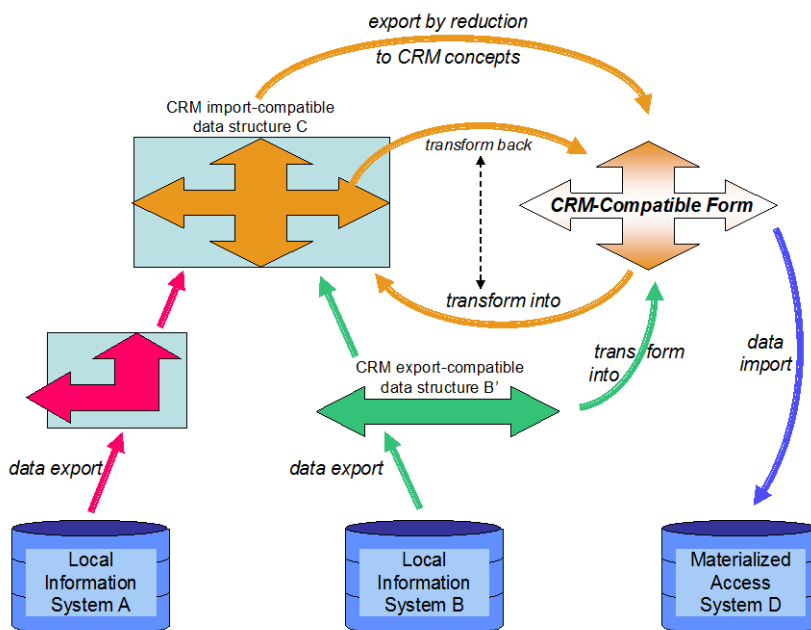 export by reduction
to CRM concepts
CRM import-compatible
data structure C
transform back
CRM-Compatible Form
transform into
CRM export-compatible
data structure B’
transform
into
data
import
data export
data export
Local
Information
System A
Local
Information
System B
Materialized
Access
System D